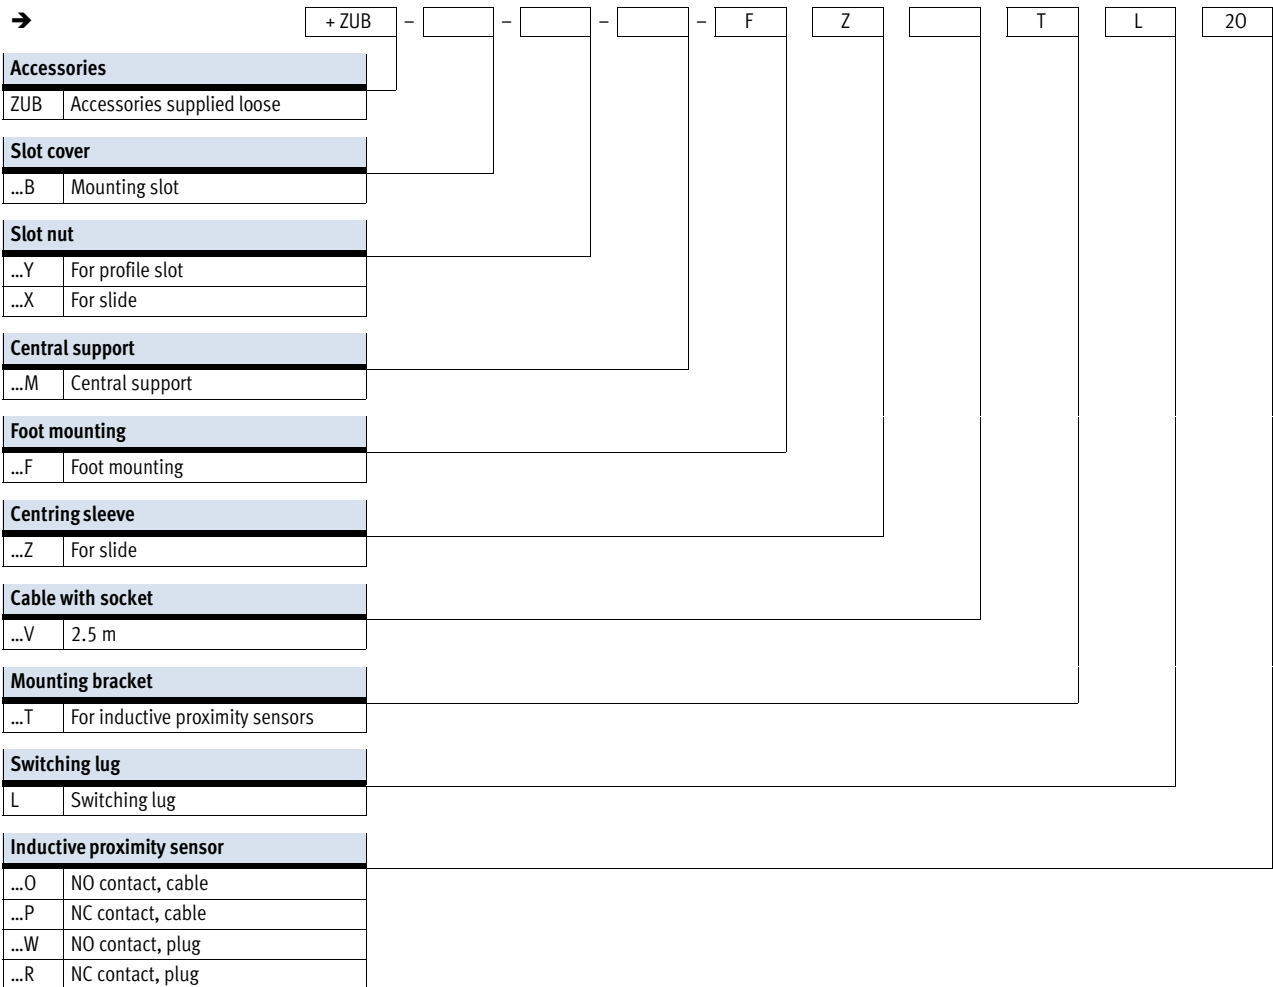 ➔ + ZUB – – – – F Z T L 2O
Accessories
ZUB Accessories supplied loose
Slot cover
...B Mounting slot
Slot nut
...Y For profile slot
...X For slide
Central support
...M Central support
Foot mounting
...F Foot mounting
Centring sleeve
...Z For slide
Cable with socket
...V 2.5 m
Mounting bracket
...T For inductive proximity sensors
Switching lug
L Switching lug
Inductive proximity sensor
...O NO contact, cable
...P NC contact, cable
...W NO contact, plug
...R NC contact, plug